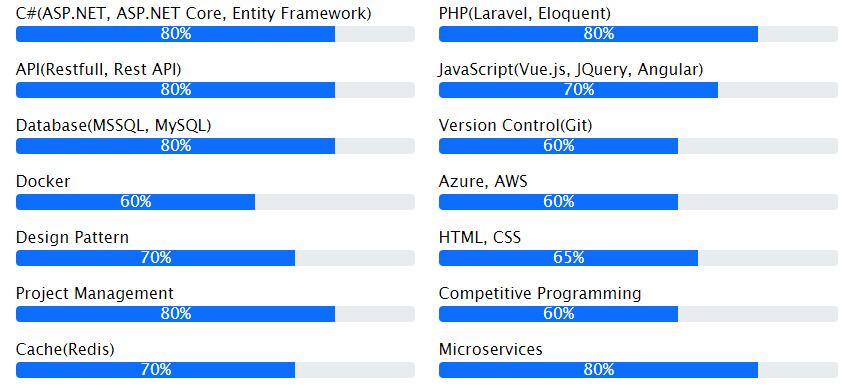 C#(ASP.NET, ASP.NET Core, Entity Framework)
80%
PHP(Laravel, Eloquent)
80%
API(Restfull, Rest API)
80%
JavaScript(Vue.js, JQuery, Angular)
70%
Database(MSSQL, MySQL)
80%
Version Control(Git)
60%
Docker
60%
Azure, AWS
60%
Design Pattern
70%
HTML, CSS
65%
Project Management
80%
Competitive Programming
60%
Cache(Redis)
70%
Microservices
80%